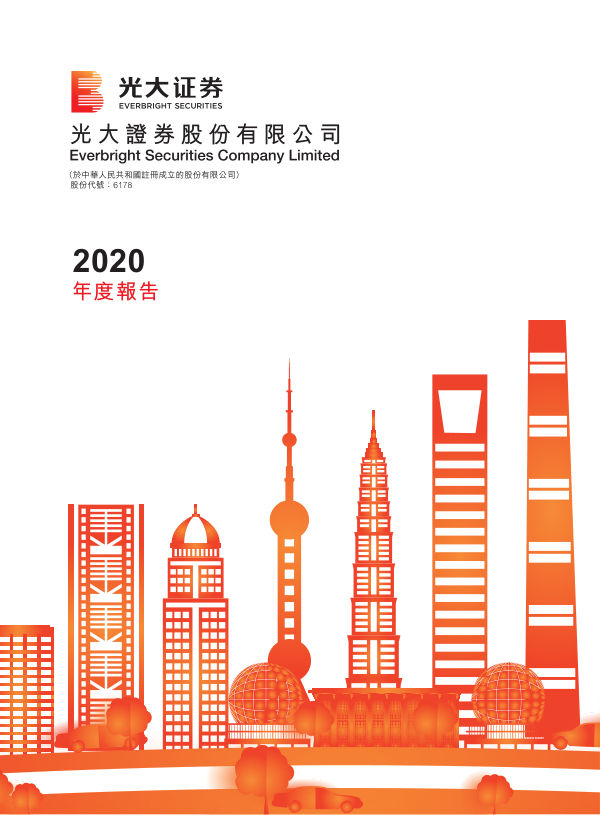 光大证券
EVERBRIGHT SECURITIES
光大證券股份有限公司
Everbright Securities Company Limited
(於中華人民共和國註冊成立的股份有限公司)
股份代號：6178
2020
年度報告